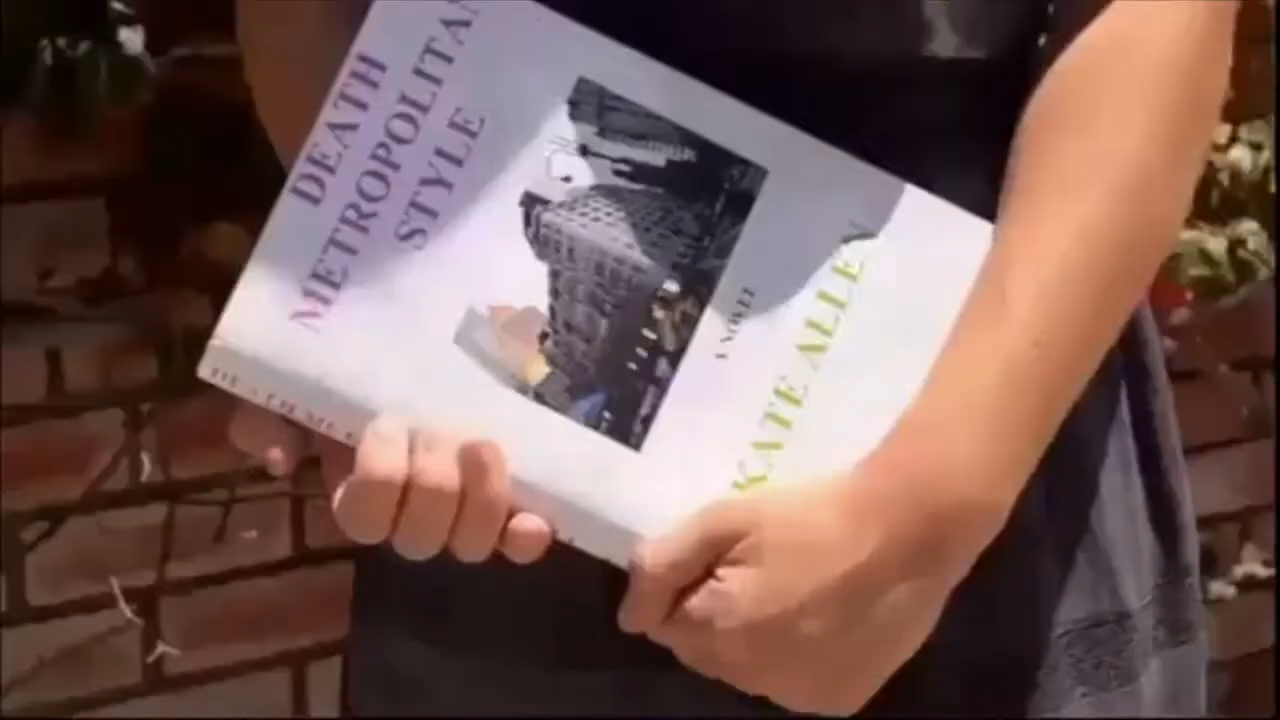 DEATH
METROPOLITAN
STYLE
A NOVEL
KATE ALLEN